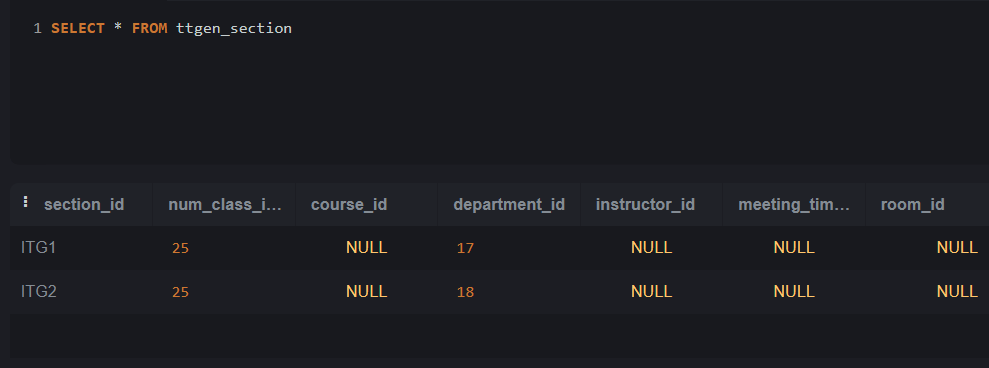 1 SELECT * FROM ttgen_section
section_id num_class_i... course_id department_id instructor_id meeting_tim... room_id
ITG1 25 NULL 17 NULL NULL NULL
ITG2 25 NULL 18 NULL NULL NULL